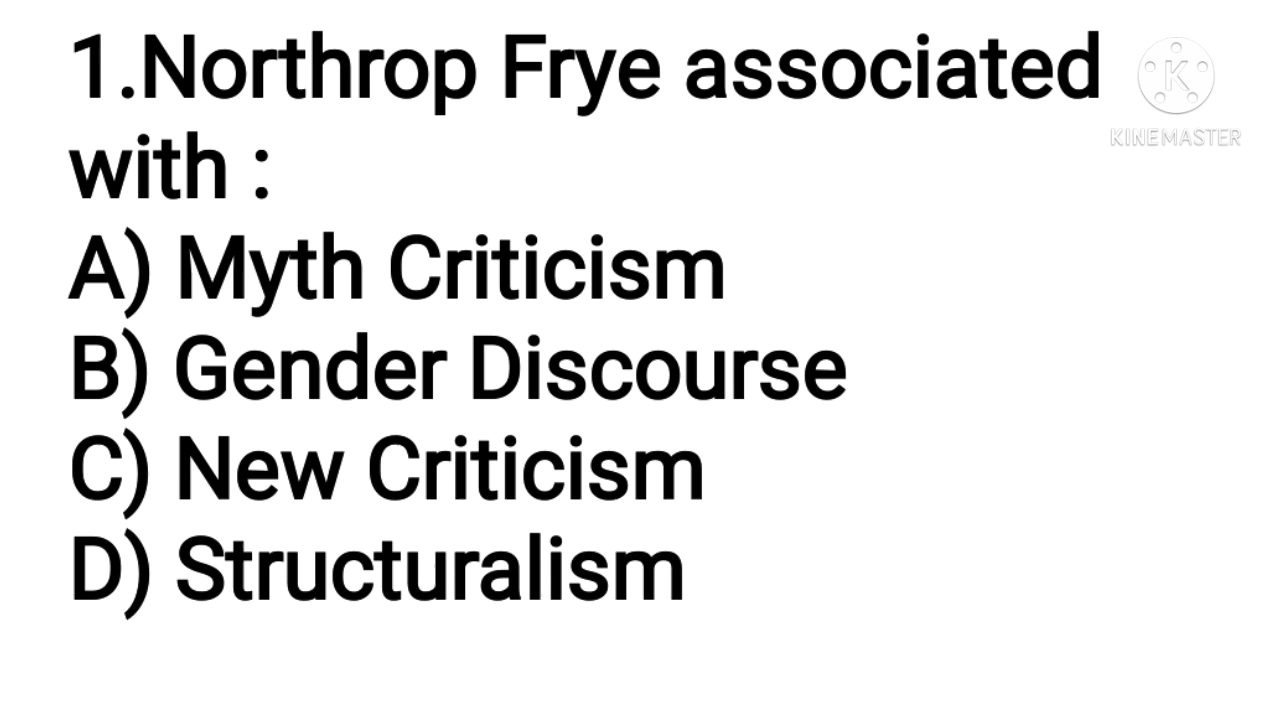 1.Northrop Frye associated
with :
A) Myth Criticism
B) Gender Discourse
C) New Criticism
D) Structuralism
K
KINEMASTER